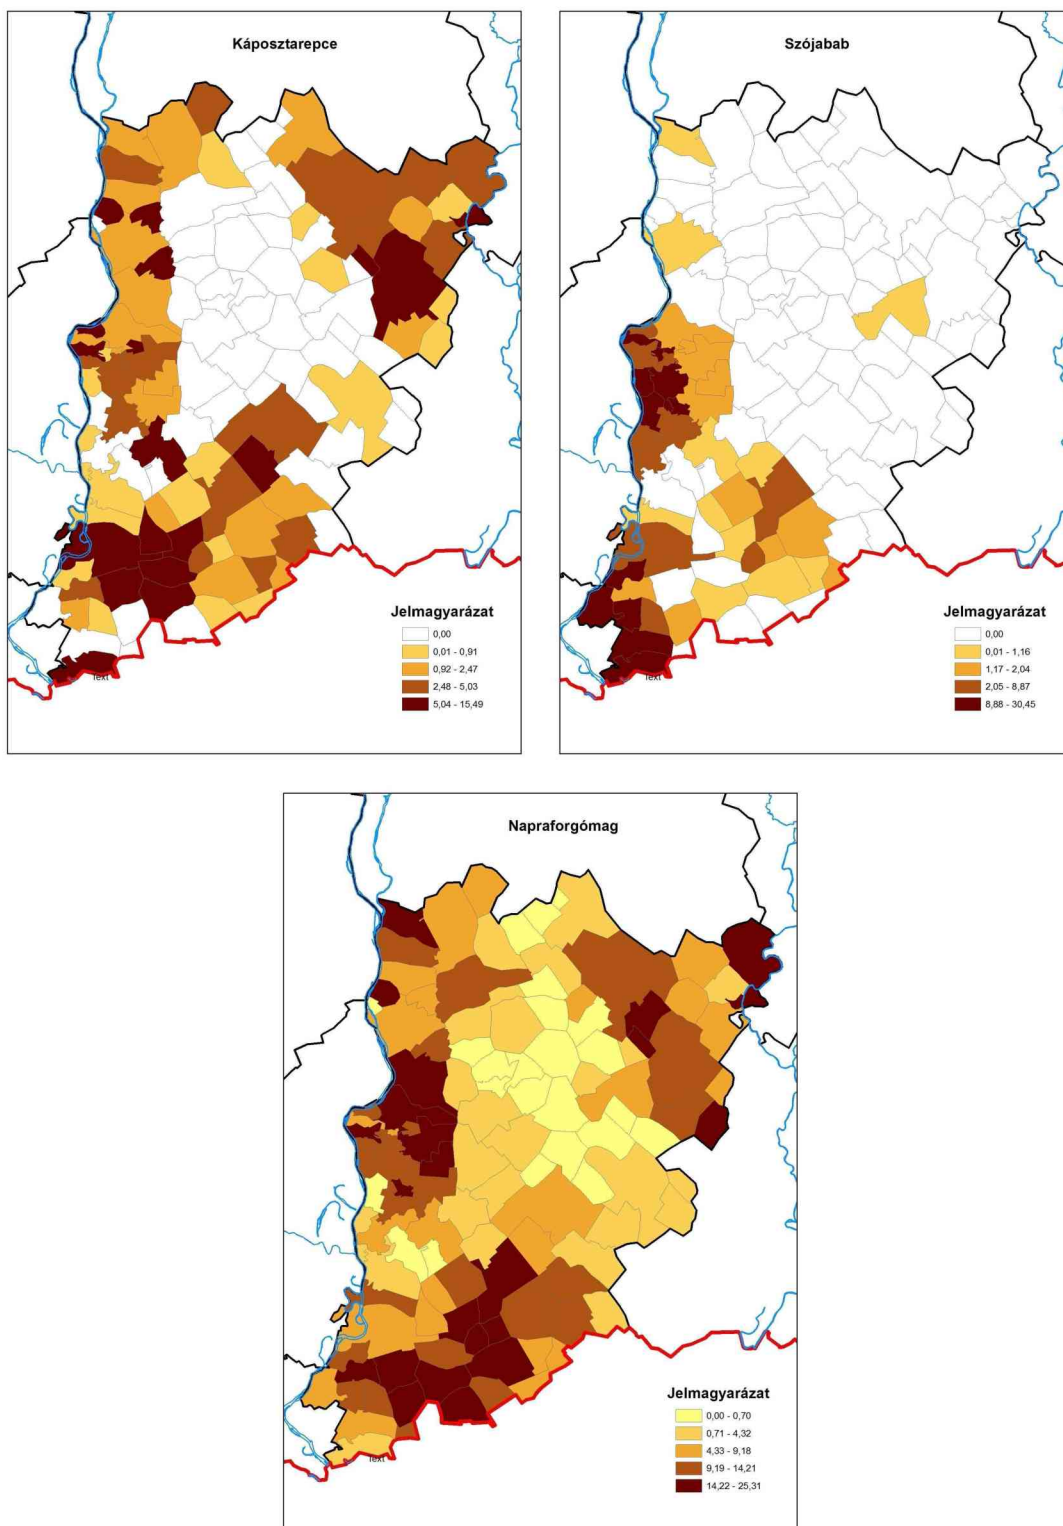 Káposztarepce
Jelmagyarázat
0,00
0,01 - 0,91
0,92 - 2,47
2,48 - 5,03
5,04 - 15,49
Text
Szójabab
Jelmagyarázat
0,00
0,01 - 1,16
1,17 - 2,04
2,05 - 8,87
8,88 - 30,45
Text
Napraforgómag
Jelmagyarázat
0,00 - 0,70
0,71 - 4,32
4,33 - 9,18
9,19 - 14,21
14,22 - 25,31
Text